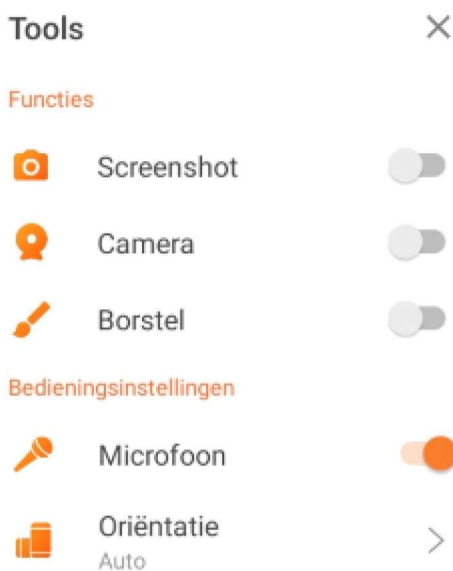 Tools
Functies
Screenshot
Camera
Borstel
Bedieningsinstellingen
Microfoon
Oriëntatie
Auto